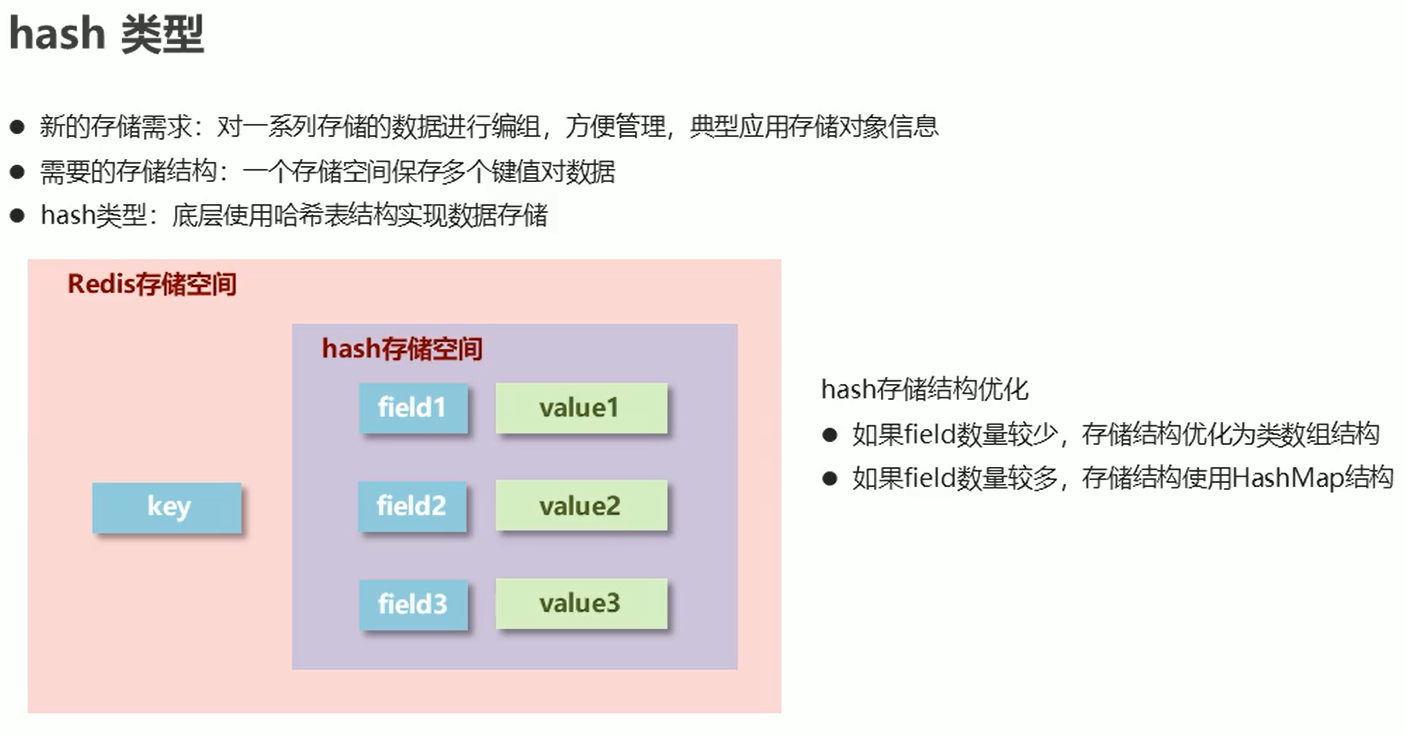 hash 类型
● 新的存储需求：对一系列存储的数据进行编组，方便管理，典型应用存储对象信息
● 需要的存储结构：一个存储空间保存多个键值对数据
● hash类型：底层使用哈希表结构实现数据存储
Redis存储空间
hash存储空间
field1 value1
key
field2 value2
field3 value3
hash存储结构优化
● 如果field数量较少，存储结构优化为类数组结构
● 如果field数量较多，存储结构使用HashMap结构